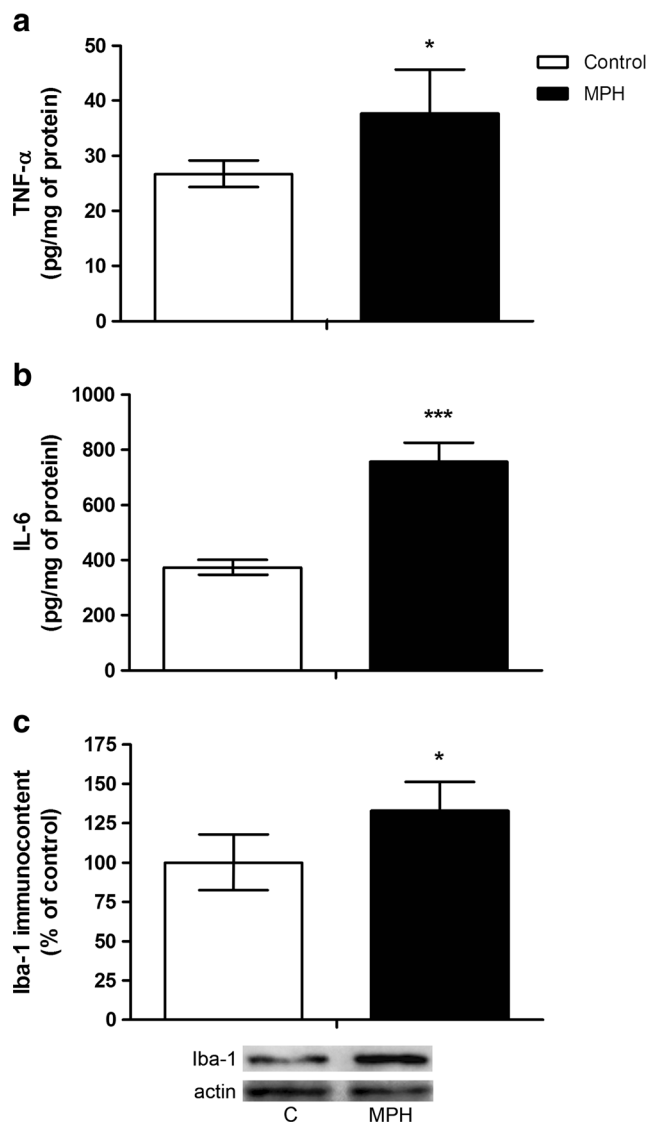 a
50
40
30
20
10
0
TNF-α
(pg/mg of protein)
*
Control
MPH
b
1000
800
600
400
200
0
IL-6
(pg/mg of proteinl)
***
c
175
150
125
100
75
50
25
0
Iba-1 immunocontent
(% of control)
*
Iba-1
actin
C MPH